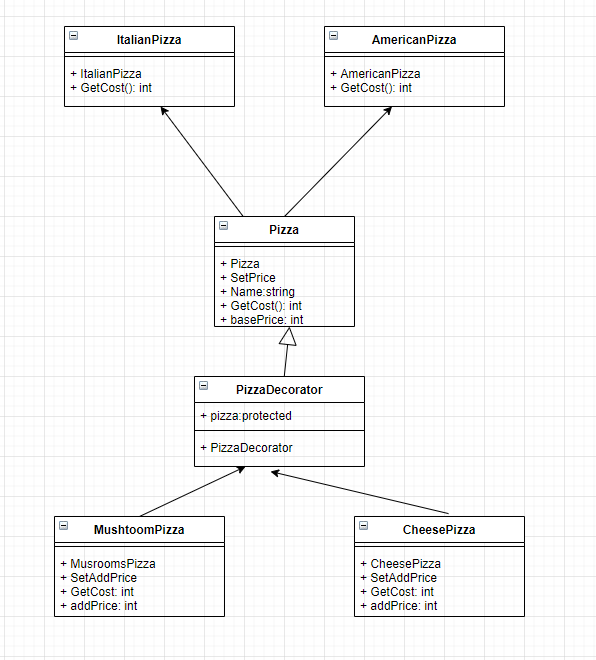 ItalianPizza
+ ItalianPizza
+ GetCost(): int
AmericanPizza
+ AmericanPizza
+ GetCost(): int
Pizza
+ Pizza
+ SetPrice
+ Name:string
+ GetCost(): int
+ basePrice: int
PizzaDecorator
+ pizza:protected
+ PizzaDecorator
MushtoomPizza
+ MusroomsPizza
+ SetAddPrice
+ GetCost: int
+ addPrice: int
CheesePizza
+ CheesePizza
+ SetAddPrice
+ GetCost: int
+ addPrice: int